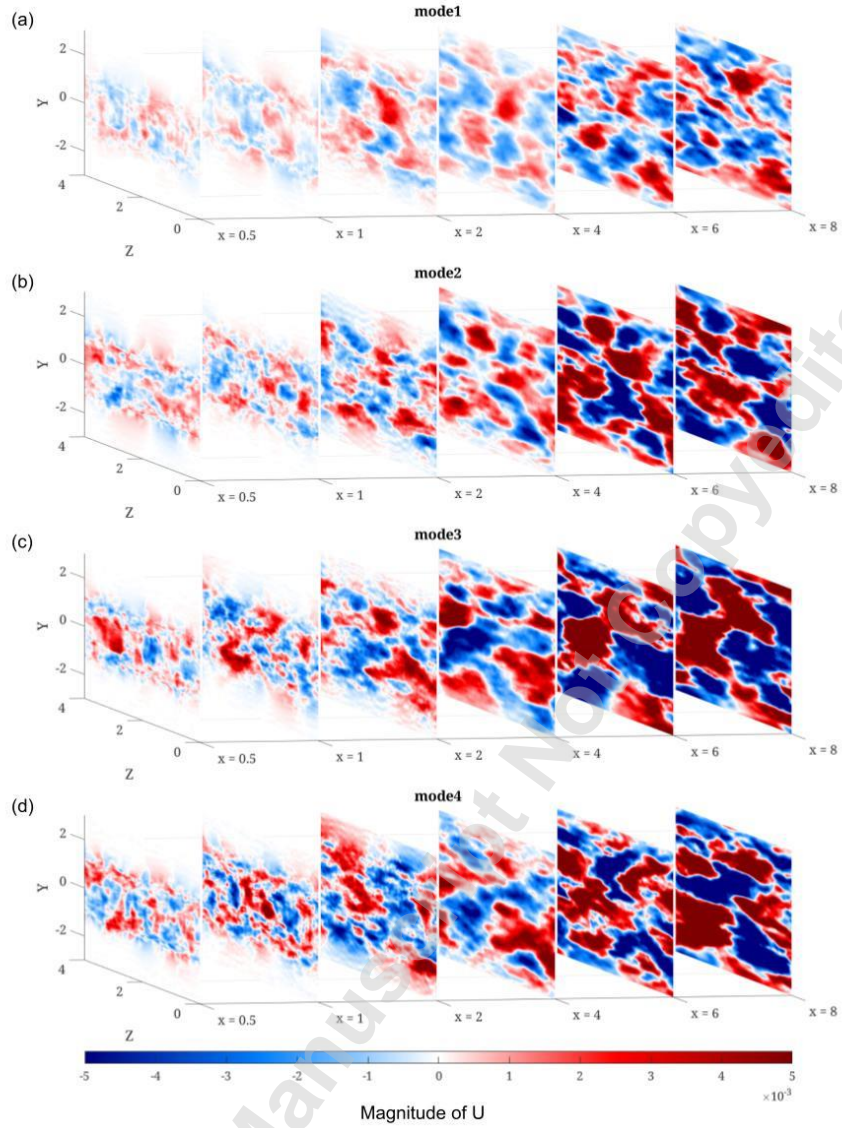 (a)
mode1
2
0
-2
4
2
0
Y
Z
x = 0.5
x = 1
x = 2
x = 4
x = 6
x = 8
(b)
mode2
2
0
-2
4
2
0
Y
Z
x = 0.5
x = 1
x = 2
x = 4
x = 6
x = 8
(c)
mode3
2
0
-2
4
2
0
Y
Z
x = 0.5
x = 1
x = 2
x = 4
x = 6
x = 8
(d)
mode4
2
0
-2
4
2
0
Y
Z
x = 0.5
x = 1
x = 2
x = 4
x = 6
x = 8
-5 -4 -3 -2 -1 0 1 2 3 4 5
×10⁻³
Magnitude of U
Manuscript Not Copyedite